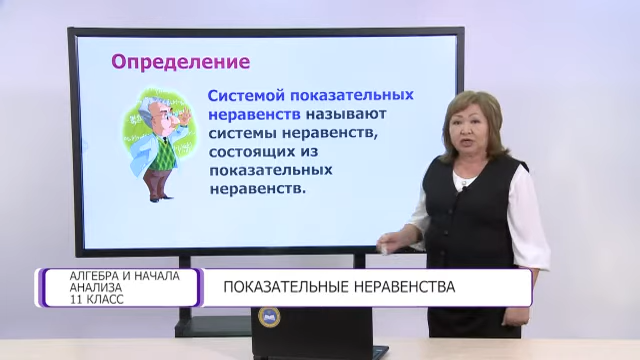 Определение
Системой показательных
неравенств называют
системы неравенств,
состоящих из
показательных
неравенств.
АЛГЕБРА И НАЧАЛА
АНАЛИЗА
11 КЛАСС
ПОКАЗАТЕЛЬНЫЕ НЕРАВЕНСТВА